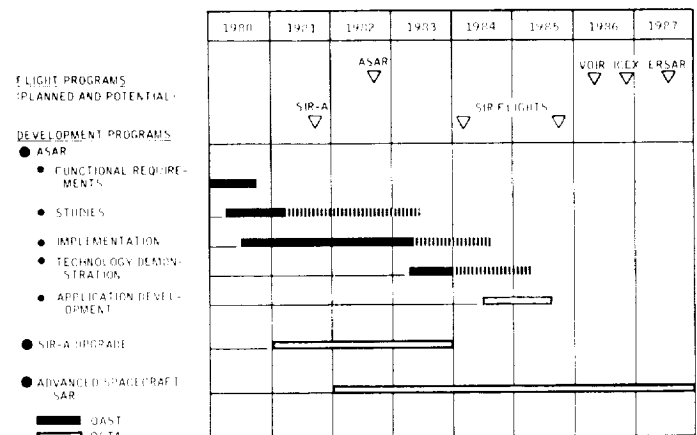 1980 1981 1982 1983 1984 1985 1986 1987
FLIGHT PROGRAMS
(PLANNED AND POTENTIAL)
ASAR
VOIR ICEX ERSAR
SIR-A
SIR FLIGHTS
DEVELOPMENT PROGRAMS
ASAR
FUNCTIONAL REQUIRE-
MENTS
STUDIES
IMPLEMENTATION
TECHNOLOGY DEMON-
STRATION
APPLICATION DEVEL-
OPMENT
SIR-A UPGRADE
ADVANCED SPACECRAFT
SAR
OAST